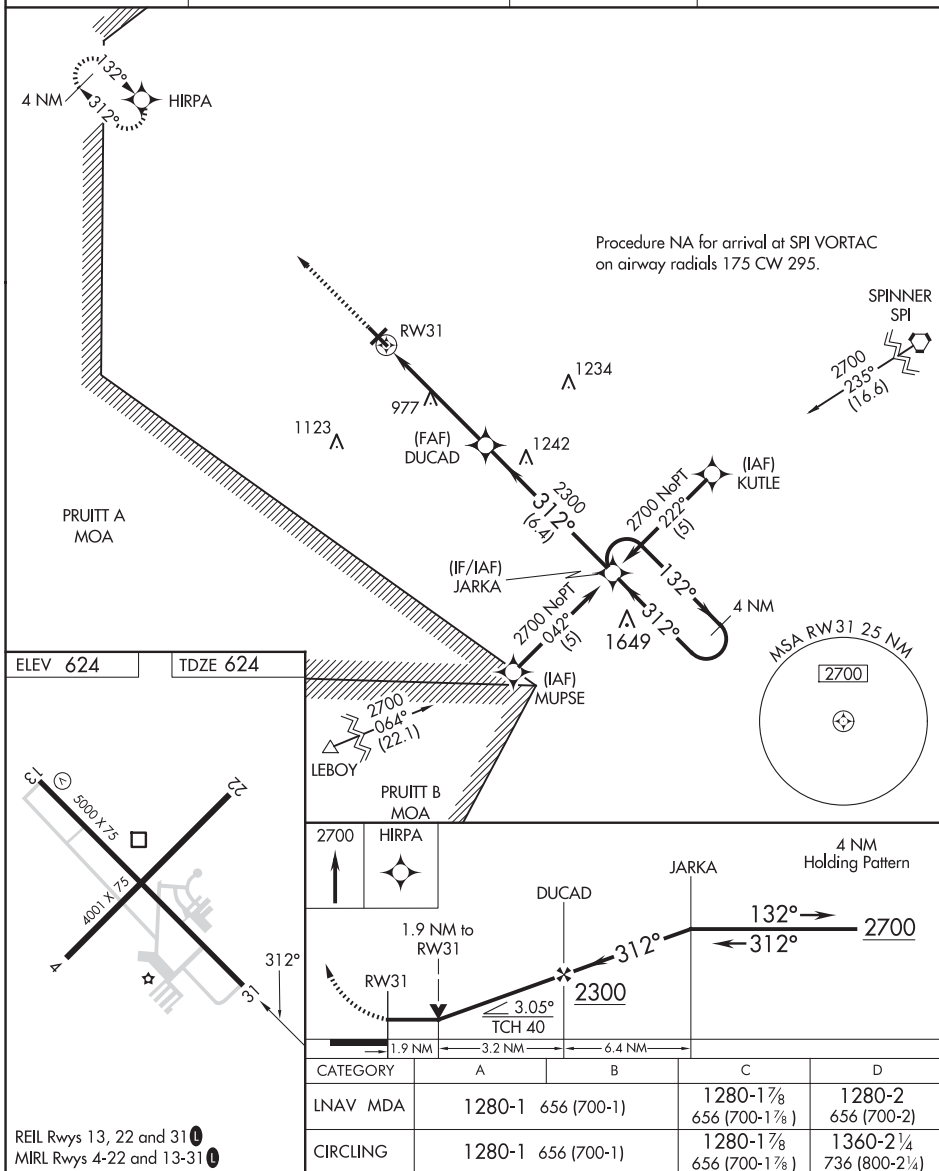 132°
312°
4 NM
HIRPA
Procedure NA for arrival at SPI VORTAC
on airway radials 175 CW 295.
SPINNER
SPI
2700
235°
(16.6)
RW31
1234
977
1123
(FAF)
DUCAD
1242
(IAF)
KUTLE
2300
312°
(6.4)
2700 NoPT
222°
(5)
PRUITT A
MOA
(IF/IAF)
JARKA
132°
312°
4 NM
2700 NoPT
042°
(5)
1649
MSA RW31 25 NM
2700
(IAF)
MUPSE
2700
064°
(22.1)
LEBOY
PRUITT B
MOA
ELEV 624
TDZE 624
13
22
5000 X 75
4001 X 75
4
31
312°
REIL Rwys 13, 22 and 31 L
MIRL Rwys 4-22 and 13-31 L
2700
HIRPA
4 NM
Holding Pattern
JARKA
DUCAD
132°
312°
2700
312°
1.9 NM to
RW31
RW31
2300
3.05°
TCH 40
1.9 NM
3.2 NM
6.4 NM
CATEGORY A B C D
LNAV MDA 1280-1 656 (700-1) 1280-1⅞ 656 (700-1⅞) 1280-2 656 (700-2)
CIRCLING 1280-1 656 (700-1) 1280-1⅞ 656 (700-1⅞) 1360-2¼ 736 (800-2¼)